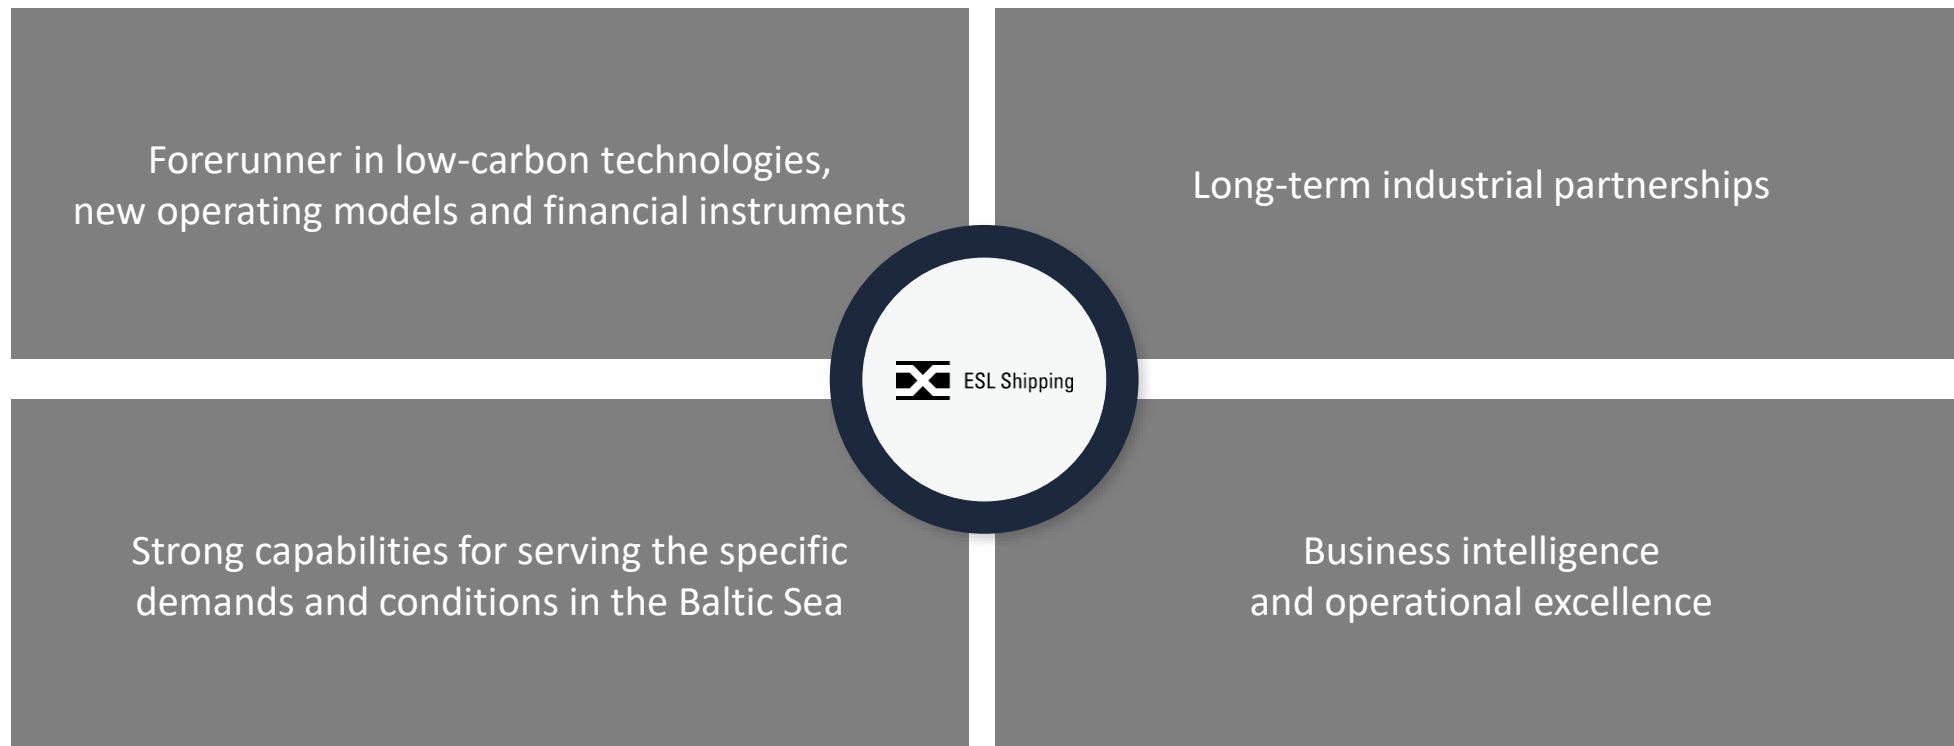 Forerunner in low-carbon technologies,
new operating models and financial instruments
Long-term industrial partnerships
ESL Shipping
Strong capabilities for serving the specific
demands and conditions in the Baltic Sea
Business intelligence
and operational excellence